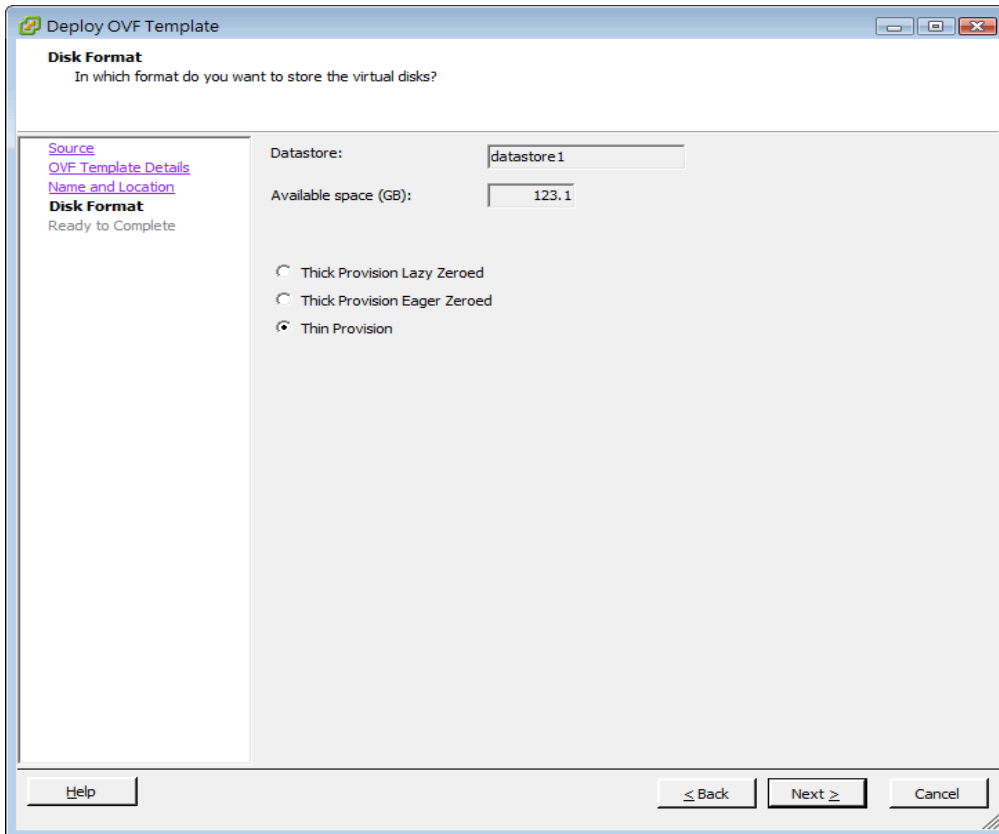 Deploy OVF Template
Disk Format
In which format do you want to store the virtual disks?
Source
OVF Template Details
Name and Location
Disk Format
Ready to Complete
Datastore: datastore1
Available space (GB): 123.1
Thick Provision Lazy Zeroed
Thick Provision Eager Zeroed
Thin Provision
Help
< Back
Next >
Cancel